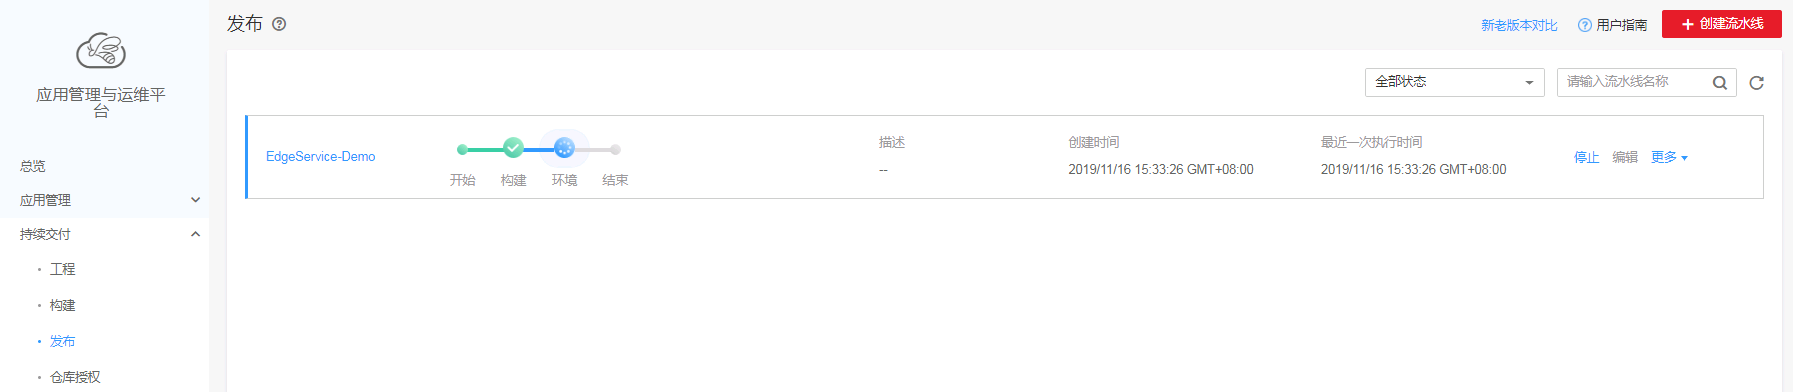 应用管理与运维平
台
总览
应用管理
持续交付
工程
构建
发布
仓库授权
发布
新老版本对比
用户指南
创建流水线
全部状态
请输入流水线名称
EdgeService-Demo
开始
构建
环境
结束
描述
--
创建时间
2019/11/16 15:33:26 GMT+08:00
最近一次执行时间
2019/11/16 15:33:26 GMT+08:00
停止
编辑
更多